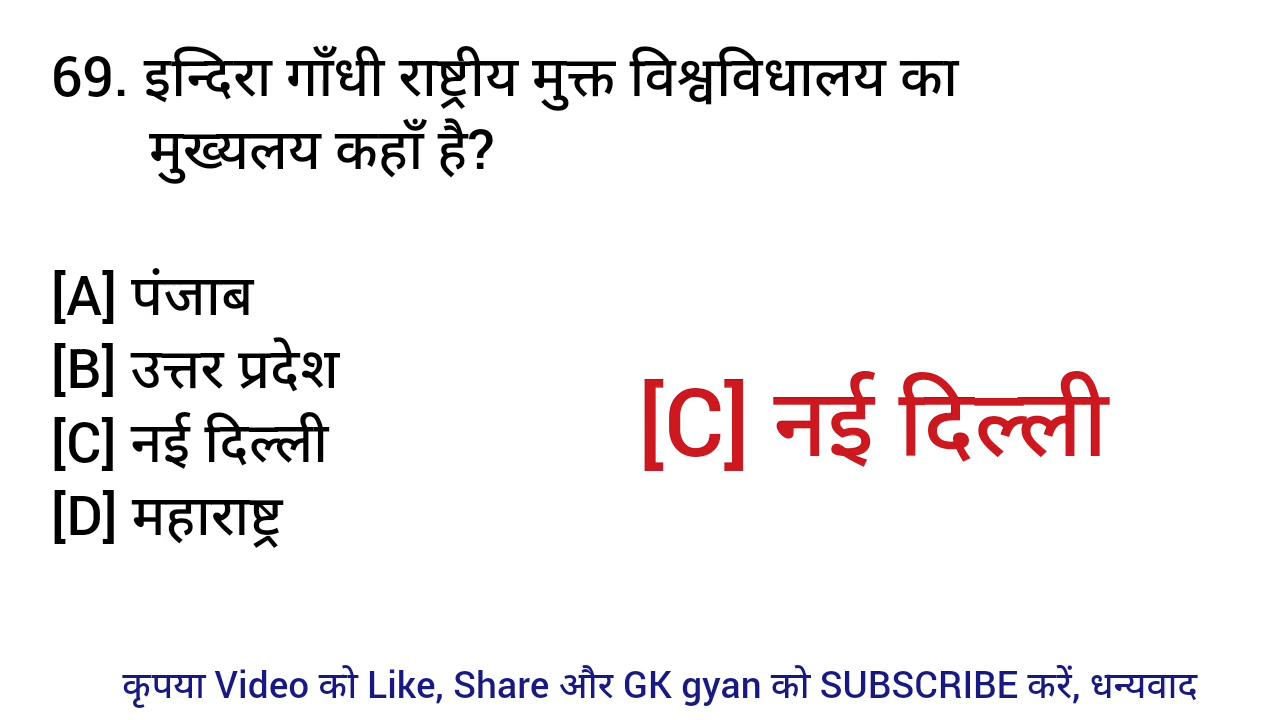 69. इन्दिरा गाँधी राष्ट्रीय मुक्त विश्वविधालय का
मुख्यलय कहाँ है?
[A] पंजाब
[B] उत्तर प्रदेश
[C] नई दिल्ली
[D] महाराष्ट्र
[C] नई दिल्ली
कृपया Video को Like, Share और GK gyan को SUBSCRIBE करें, धन्यवाद